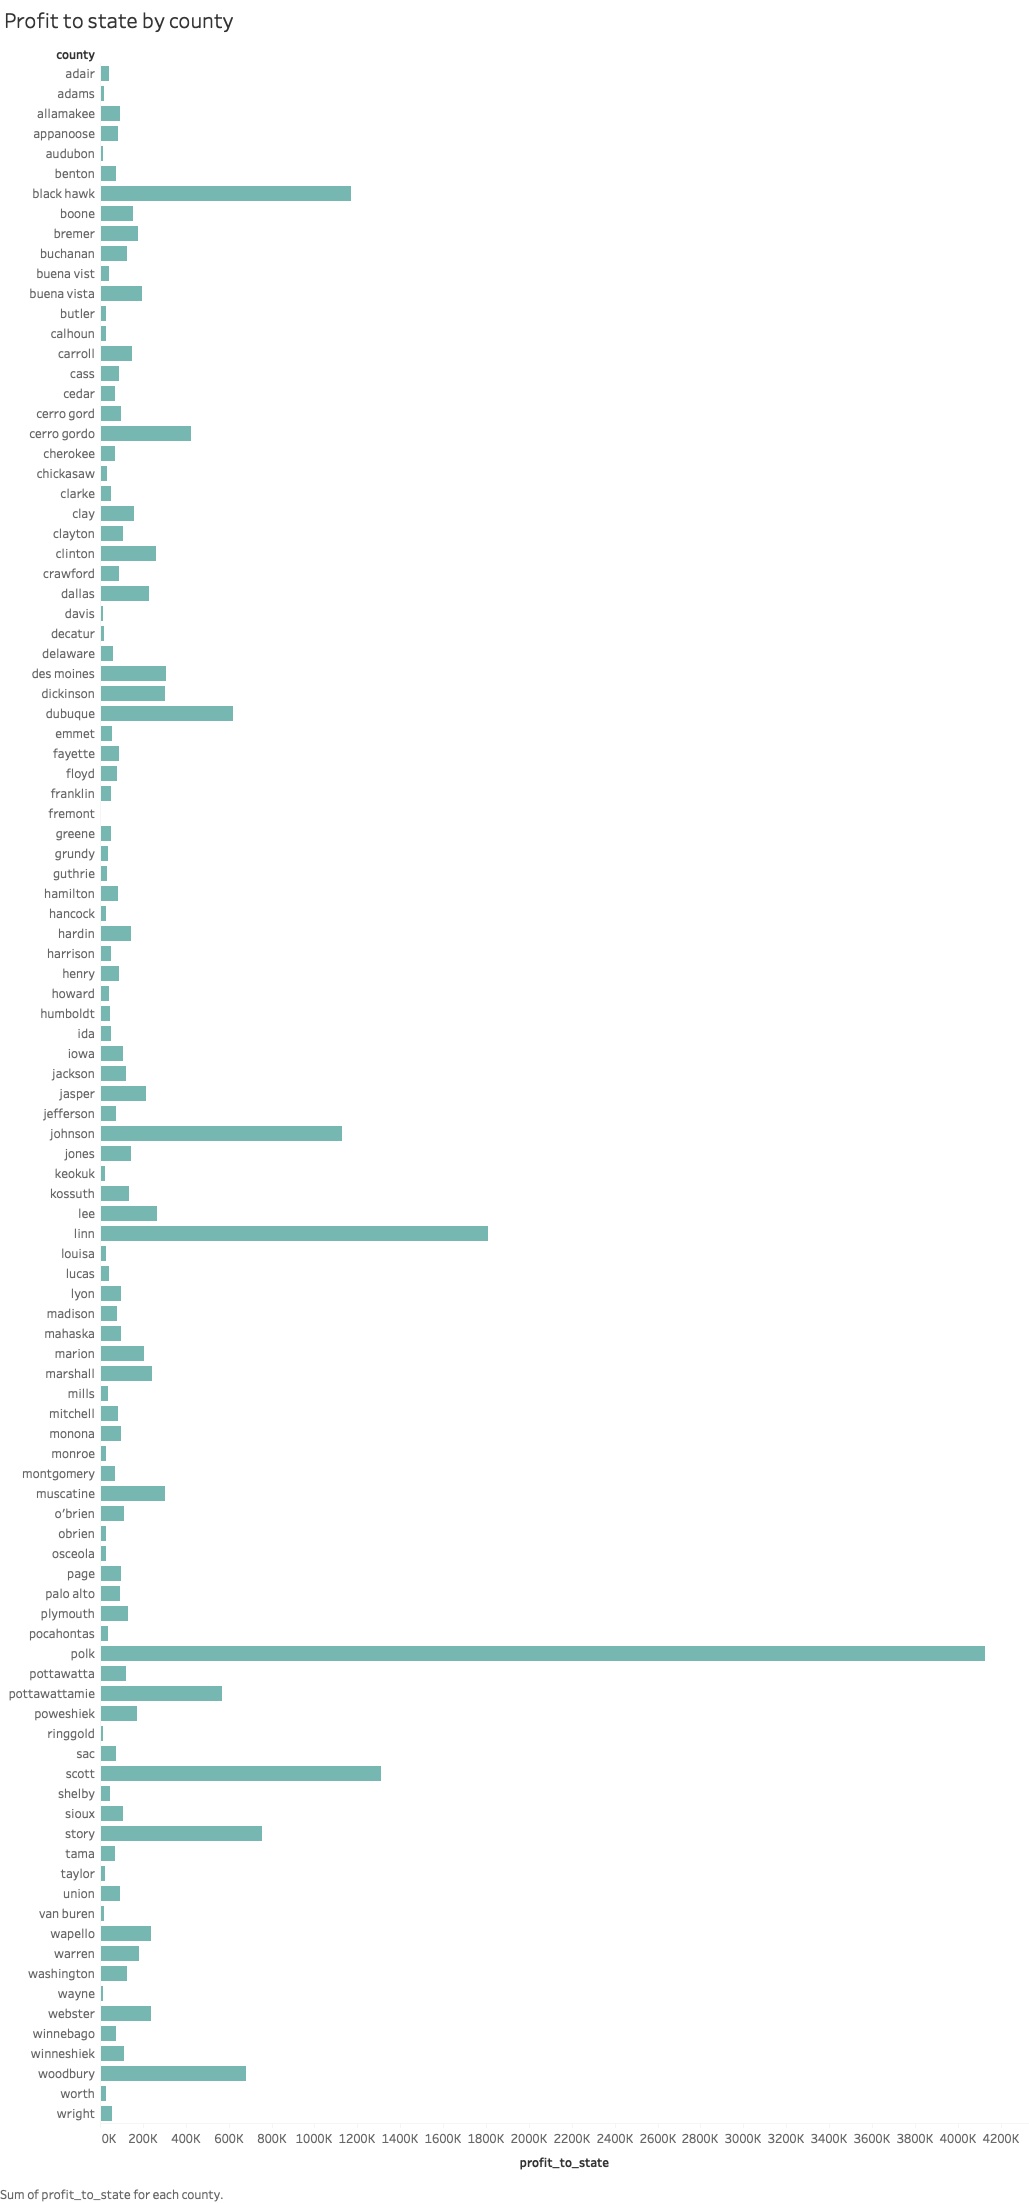 Profit to state by county
county
adair
adams
allamakee
appanoose
audubon
benton
black hawk
boone
bremer
buchanan
buena vist
buena vista
butler
calhoun
carroll
cass
cedar
cerro gord
cerro gordo
cherokee
chickasaw
clarke
clay
clayton
clinton
crawford
dallas
davis
decatur
delaware
des moines
dickinson
dubuque
emmet
fayette
floyd
franklin
fremont
greene
grundy
guthrie
hamilton
hancock
hardin
harrison
henry
howard
humboldt
ida
iowa
jackson
jasper
jefferson
johnson
jones
keokuk
kossuth
lee
linn
louisa
lucas
lyon
madison
mahaska
marion
marshall
mills
mitchell
monona
monroe
montgomery
muscatine
o'brien
obrien
osceola
page
palo alto
plymouth
pocahontas
polk
pottawatta
pottawattamie
poweshiek
ringgold
sac
scott
shelby
sioux
story
tama
taylor
union
van buren
wapello
warren
washington
wayne
webster
winnebago
winneshiek
woodbury
worth
wright
0K 200K 400K 600K 800K 1000K 1200K 1400K 1600K 1800K 2000K 2200K 2400K 2600K 2800K 3000K 3200K 3400K 3600K 3800K 4000K 4200K
profit_to_state
Sum of profit_to_state for each county.